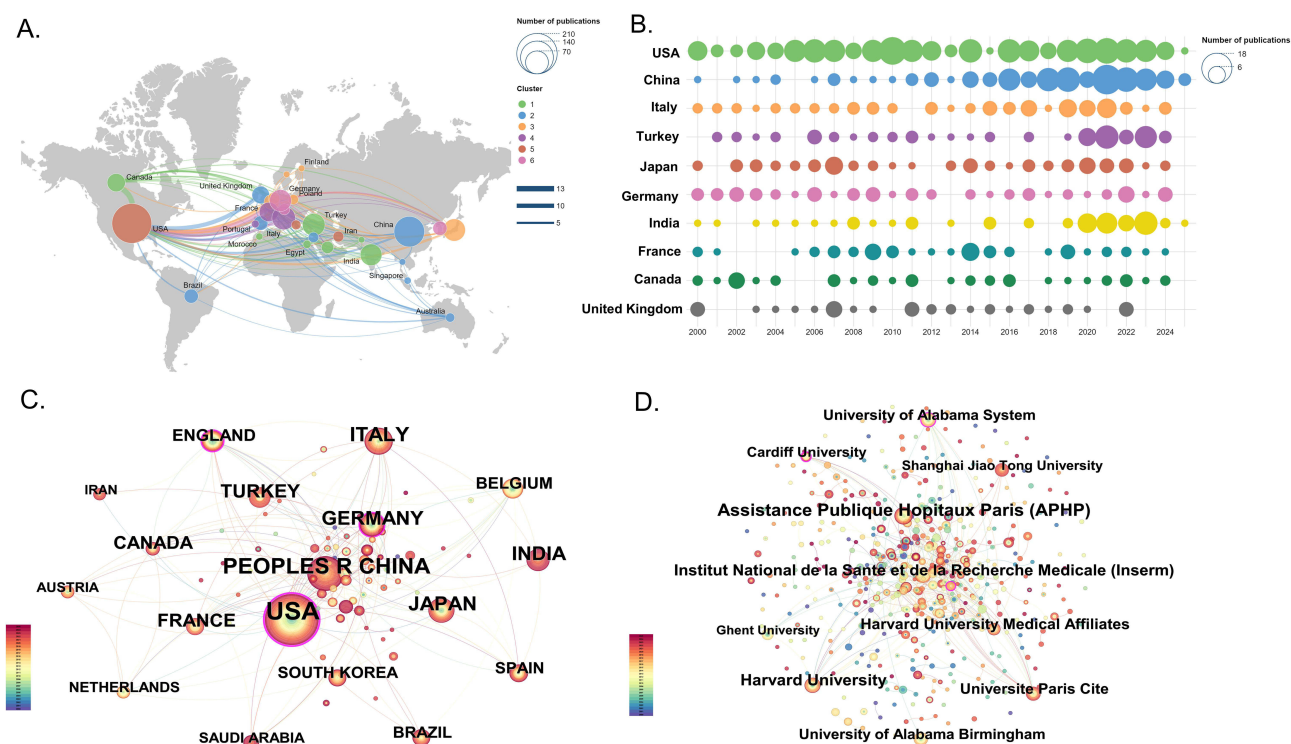 A.
Number of publications
210
140
70
Cluster
1
2
3
4
5
6
13
10
5
Finland
Canada
United Kingdom
Germany
Poland
France
Turkey
USA
Portugal
Italy
Iran
China
Morocco
Egypt
India
Singapore
Brazil
Australia
B.
Number of publications
18
6
USA
China
Italy
Turkey
Japan
Germany
India
France
Canada
United Kingdom
2000 2002 2004 2006 2008 2010 2012 2014 2016 2018 2020 2022 2024
C.
ENGLAND
ITALY
IRAN
TURKEY
BELGIUM
GERMANY
CANADA
PEOPLES R CHINA
INDIA
AUSTRIA
USA
JAPAN
FRANCE
SOUTH KOREA
SPAIN
NETHERLANDS
SAUDI ARABIA
BRAZIL
D.
University of Alabama System
Cardiff University
Shanghai Jiao Tong University
Assistance Publique Hopitaux Paris (APHP)
Institut National de la Sante et de la Recherche Medicale (Inserm)
Ghent University
Harvard University Medical Affiliates
Harvard University
Universite Paris Cite
University of Alabama Birmingham